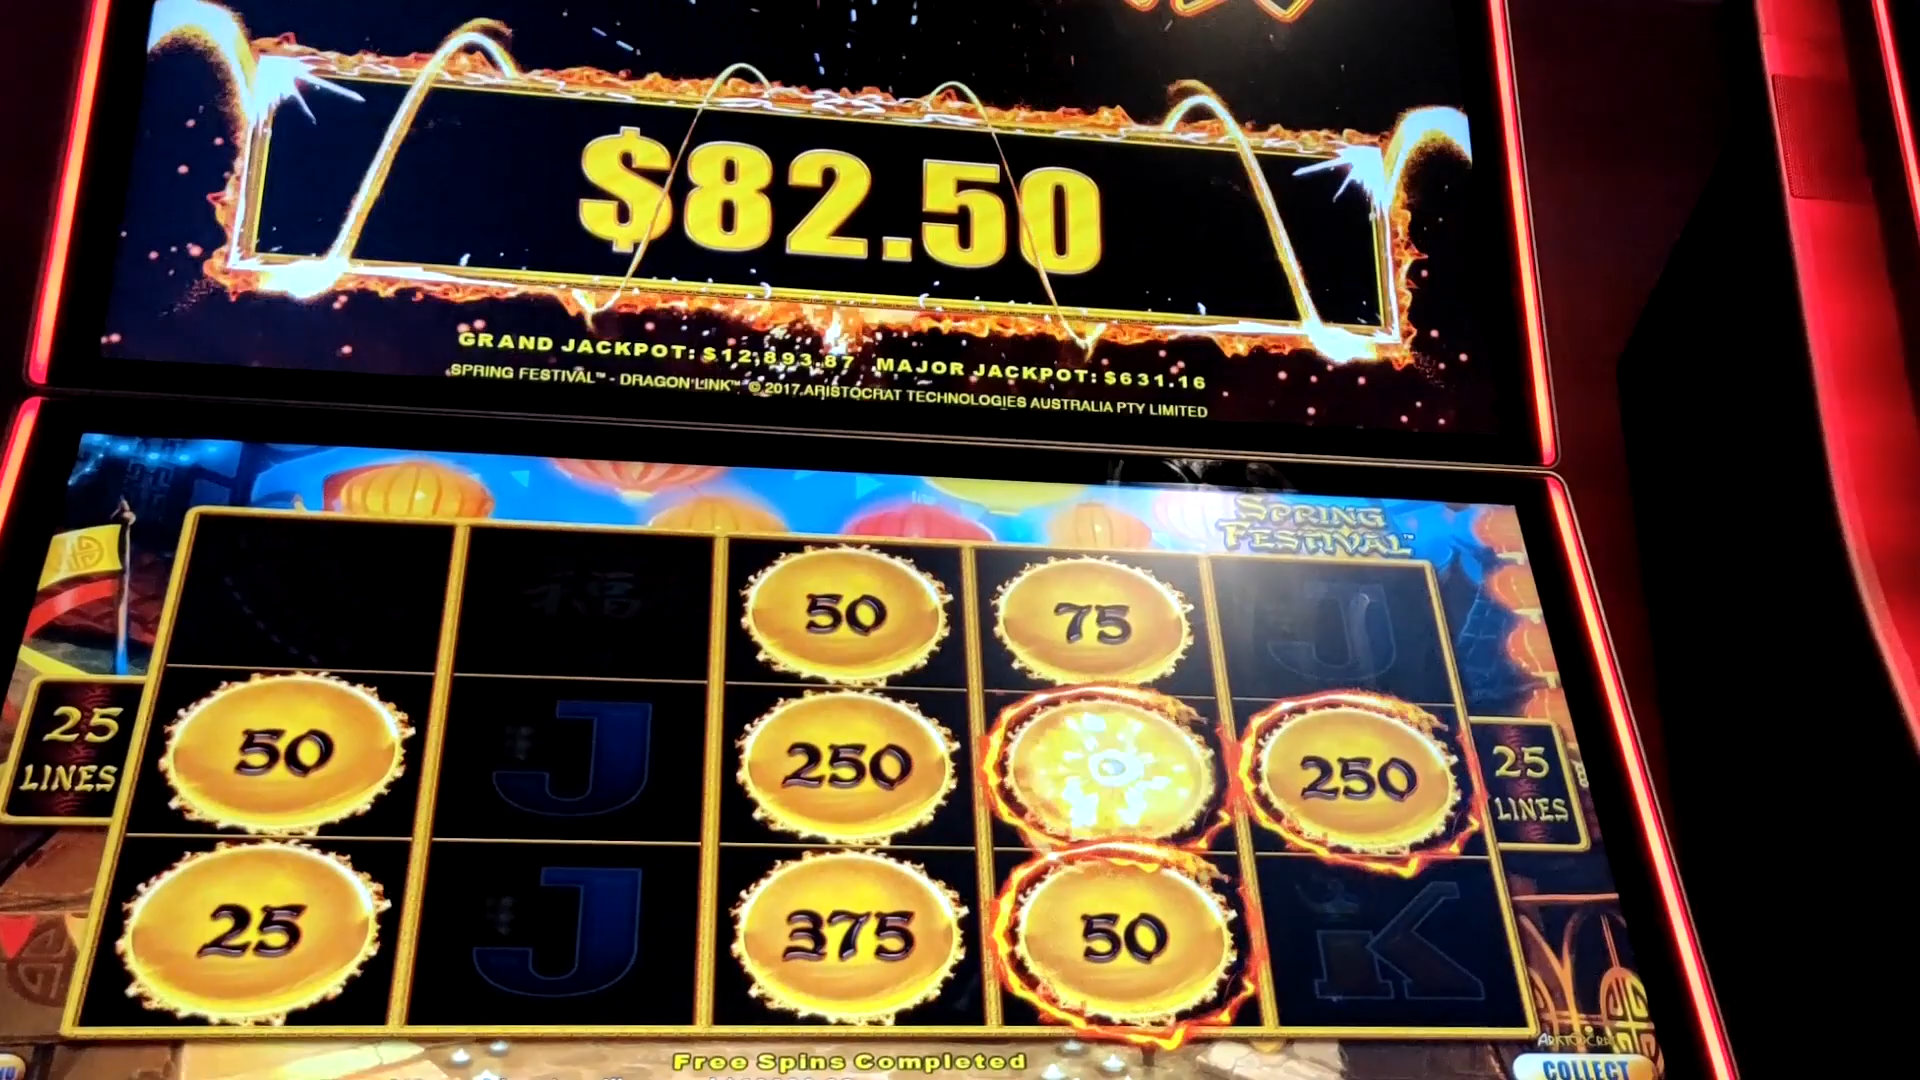 $82.50
GRAND JACKPOT: $12,893.87 MAJOR JACKPOT: $631.16
SPRING FESTIVAL™ - DRAGON LINK™ © 2017 ARISTOCRAT TECHNOLOGIES AUSTRALIA PTY LIMITED
SPRING
FESTIVAL™
福
50
75
J
25
LINES
50
J
250
250
25
LINES
25
J
375
50
K
Free Spins Completed
COLLECT